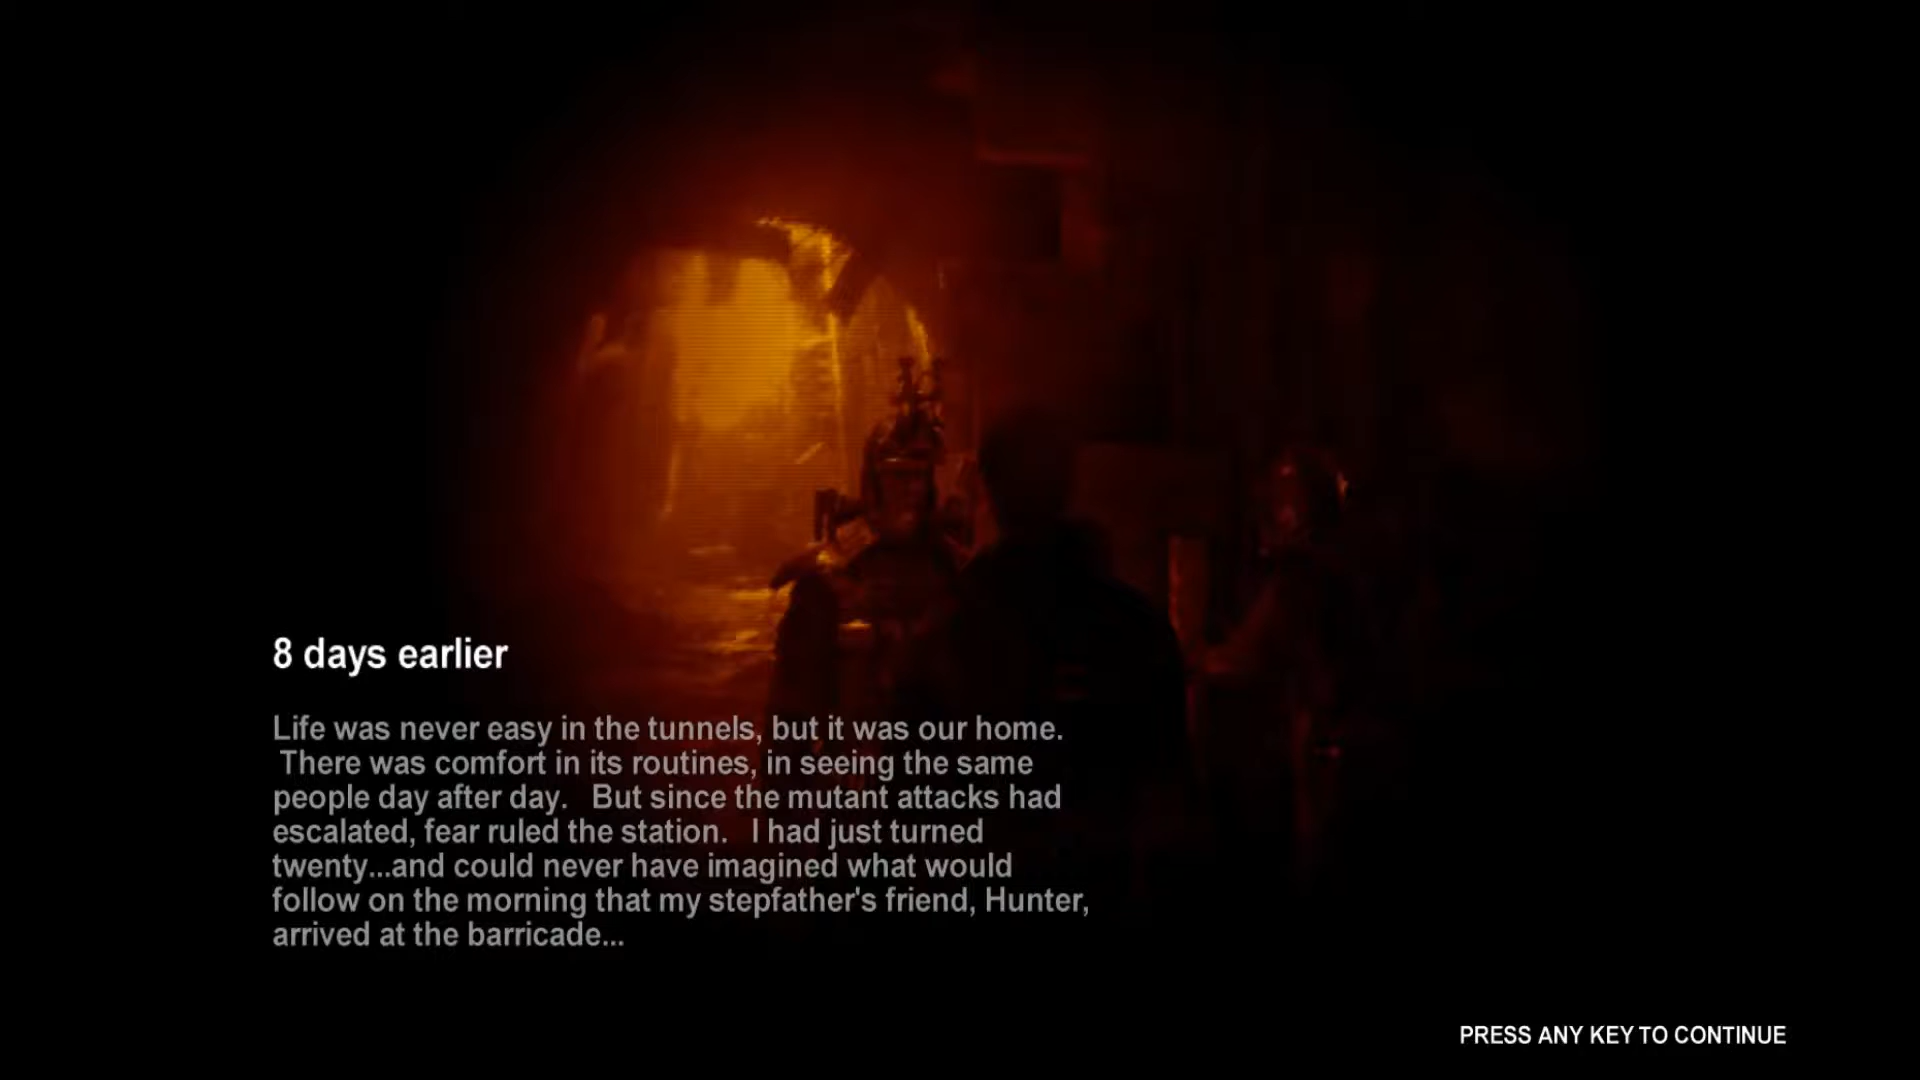 8 days earlier
Life was never easy in the tunnels, but it was our home.
There was comfort in its routines, in seeing the same
people day after day.   But since the mutant attacks had
escalated, fear ruled the station.   I had just turned
twenty...and could never have imagined what would
follow on the morning that my stepfather's friend, Hunter,
arrived at the barricade...
PRESS ANY KEY TO CONTINUE